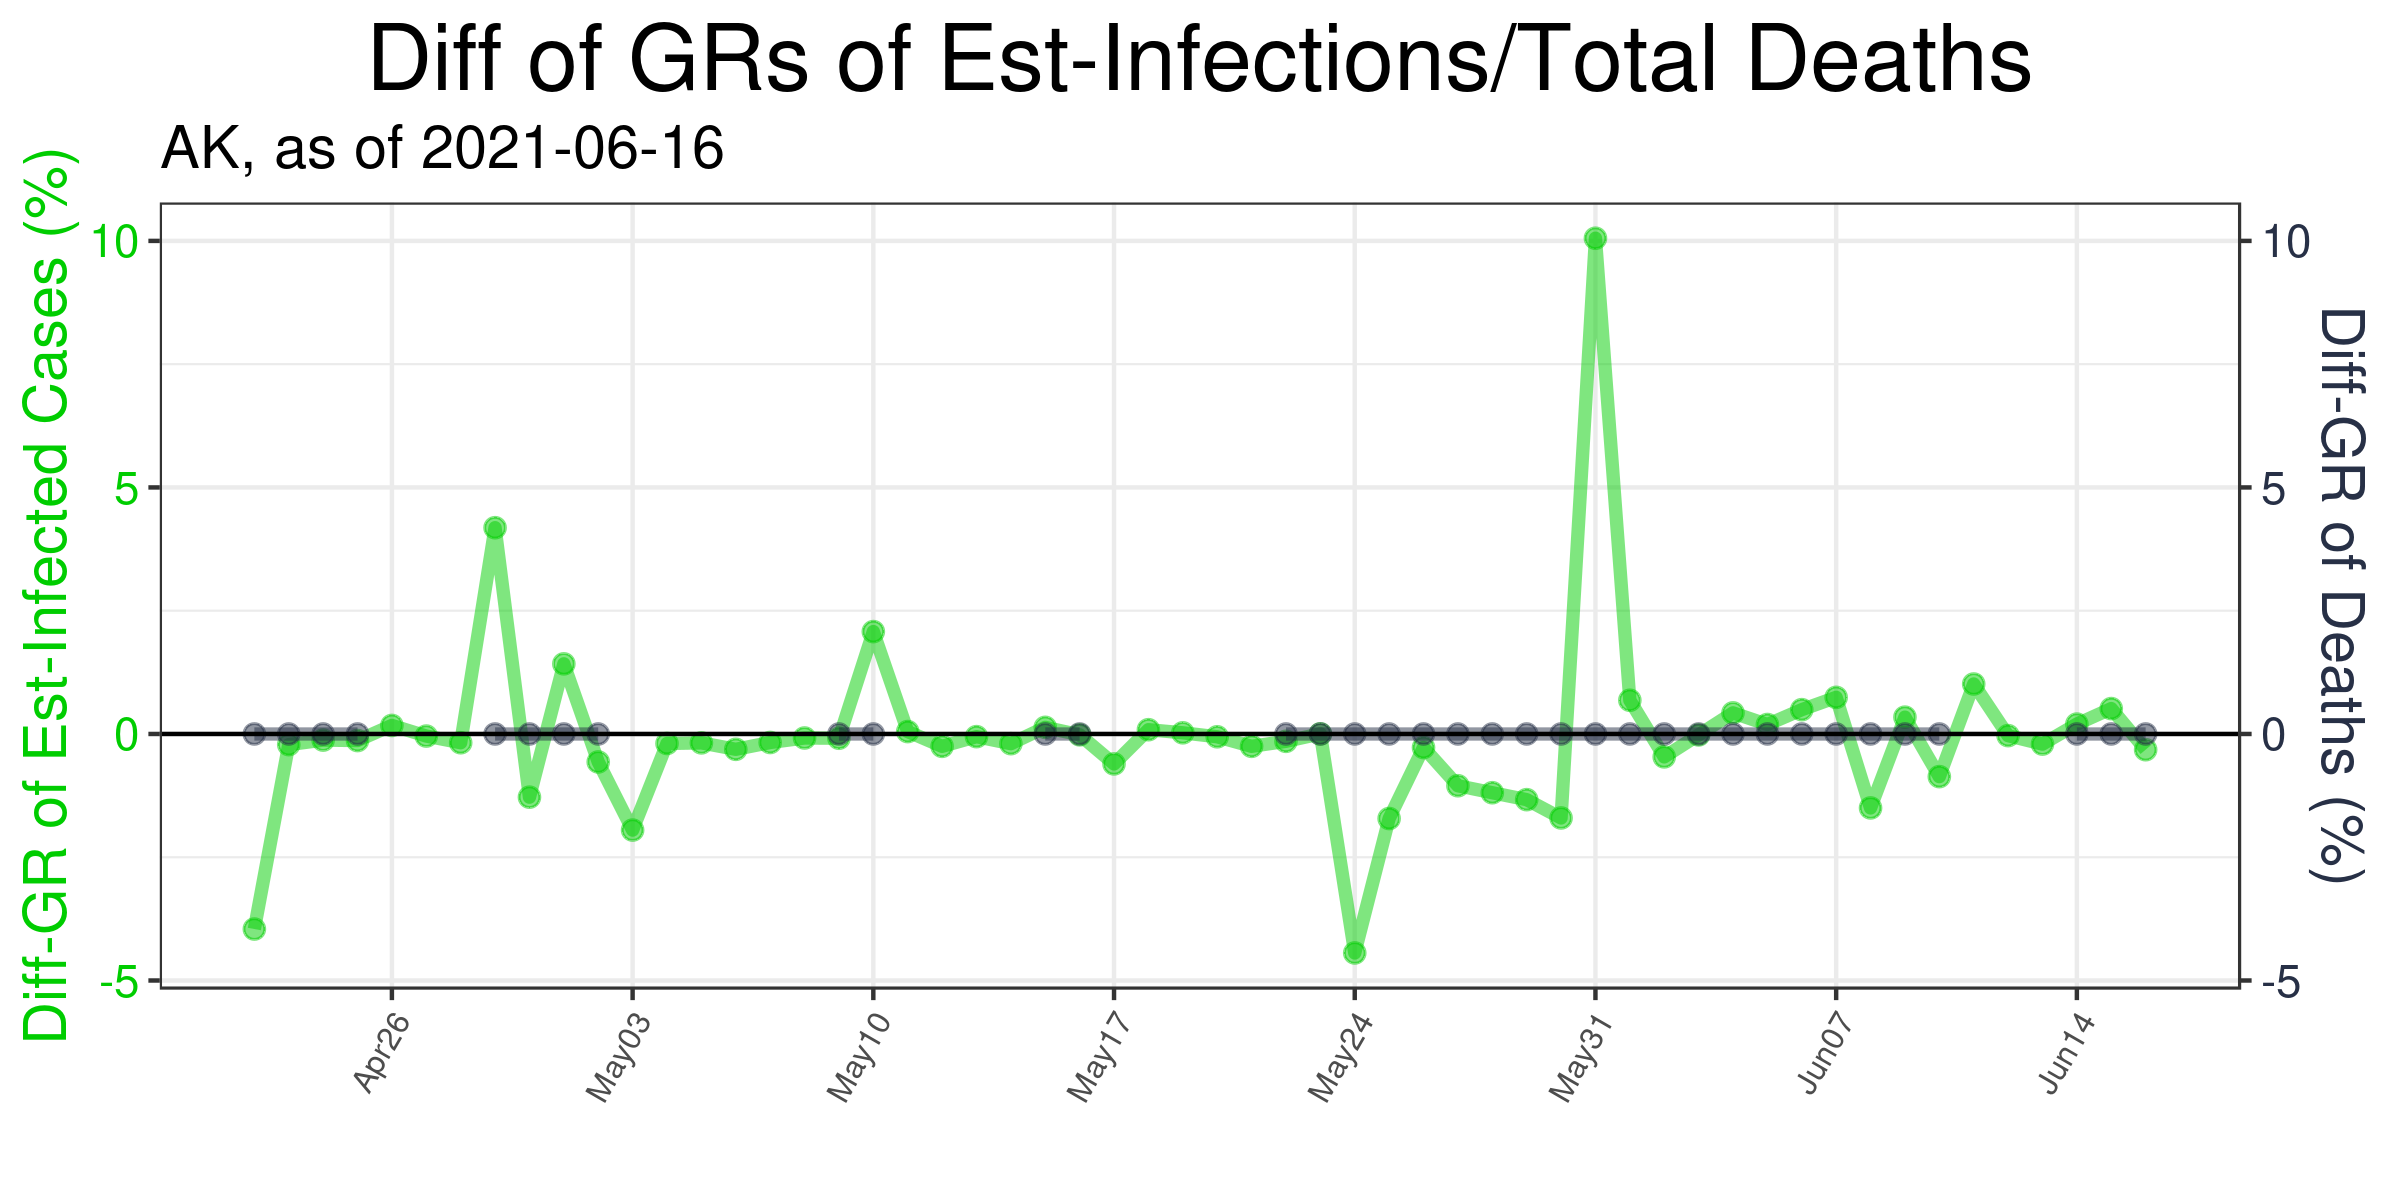 Diff of GRs of Est-Infections/Total Deaths
AK, as of 2021-06-16
Diff-GR of Est-Infected Cases (%)
10
5
0
-5
10
5
0
-5
Diff-GR of Deaths (%)
Apr26
May03
May10
May17
May24
May31
Jun07
Jun14